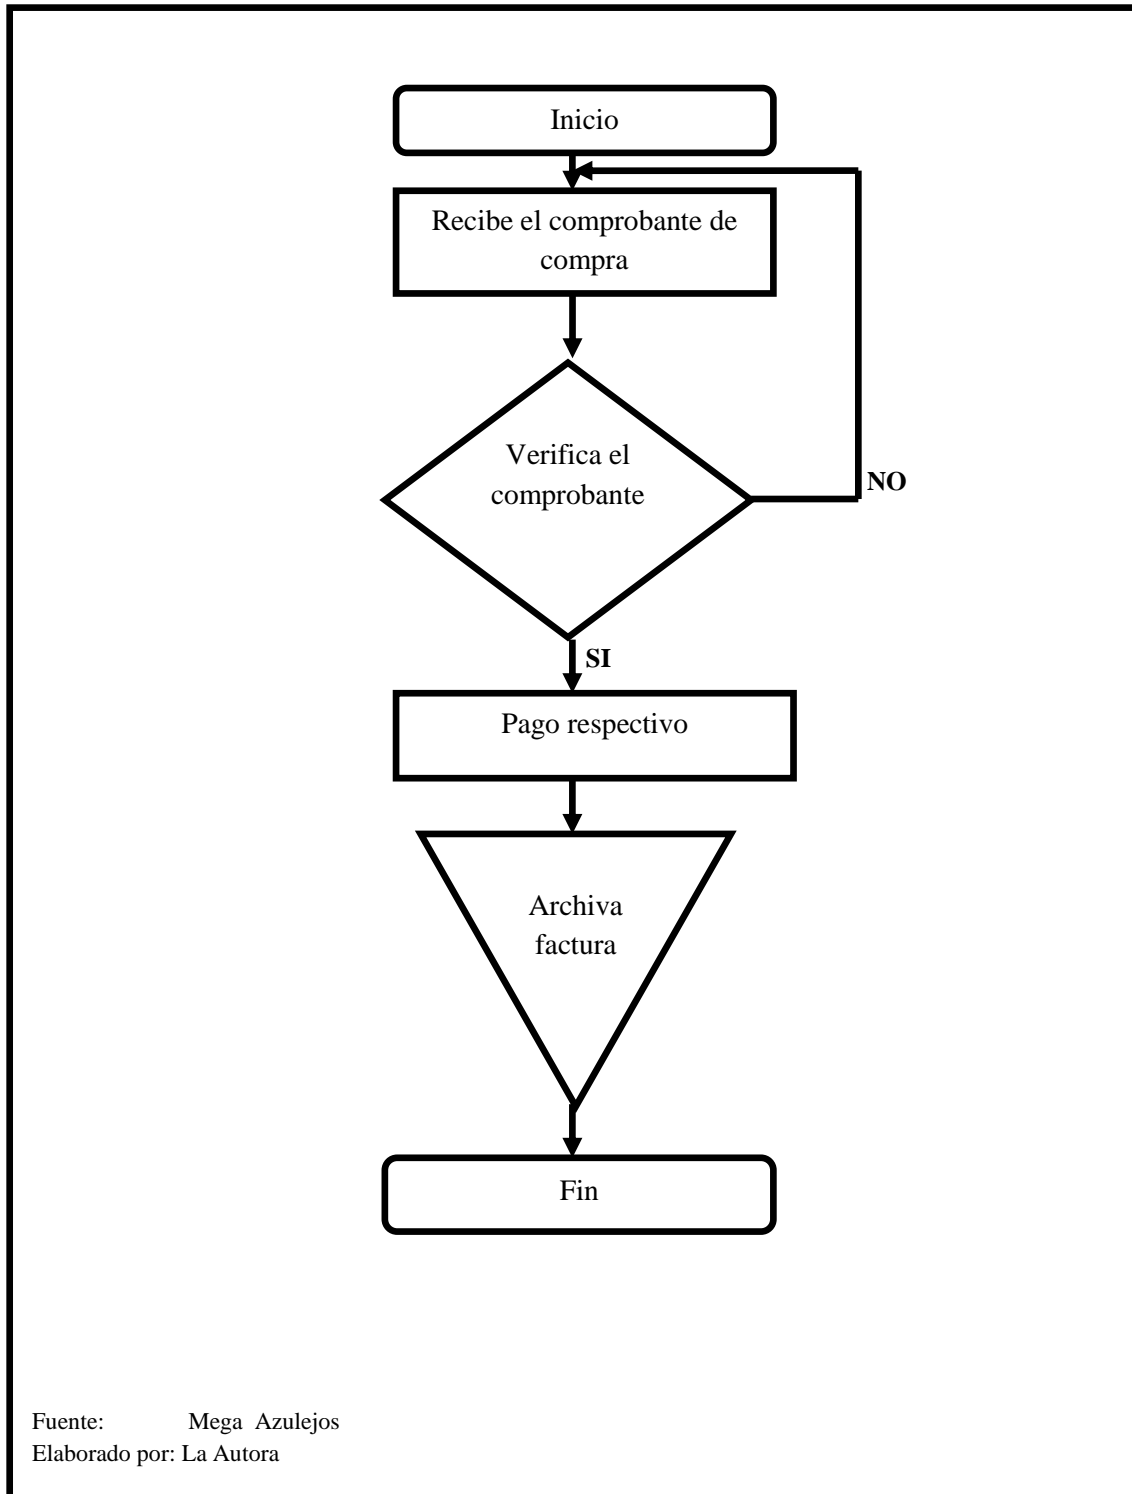 Inicio
Recibe el comprobante de
compra
Verifica el
comprobante
NO
SI
Pago respectivo
Archiva
factura
Fin
Fuente: Mega Azulejos
Elaborado por: La Autora